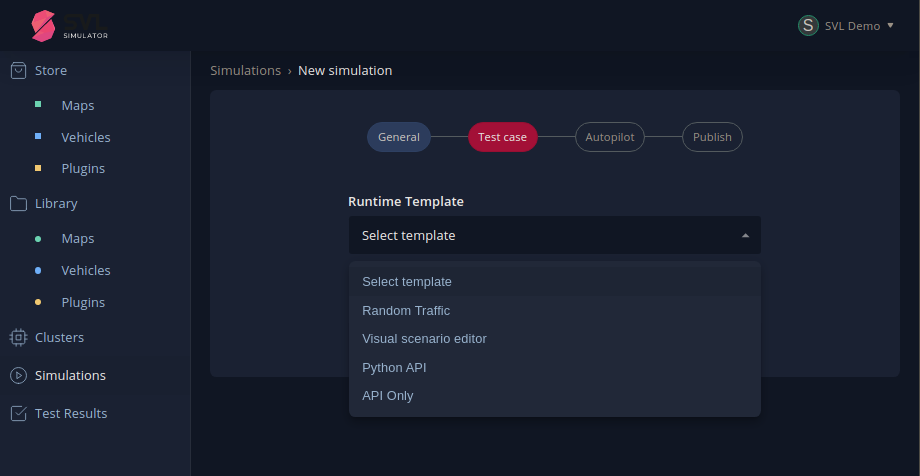 SVL
SIMULATOR
S SVL Demo
Store
Maps
Vehicles
Plugins
Library
Maps
Vehicles
Plugins
Clusters
Simulations
Test Results
Simulations › New simulation
General
Test case
Autopilot
Publish
Runtime Template
Select template
Select template
Random Traffic
Visual scenario editor
Python API
API Only